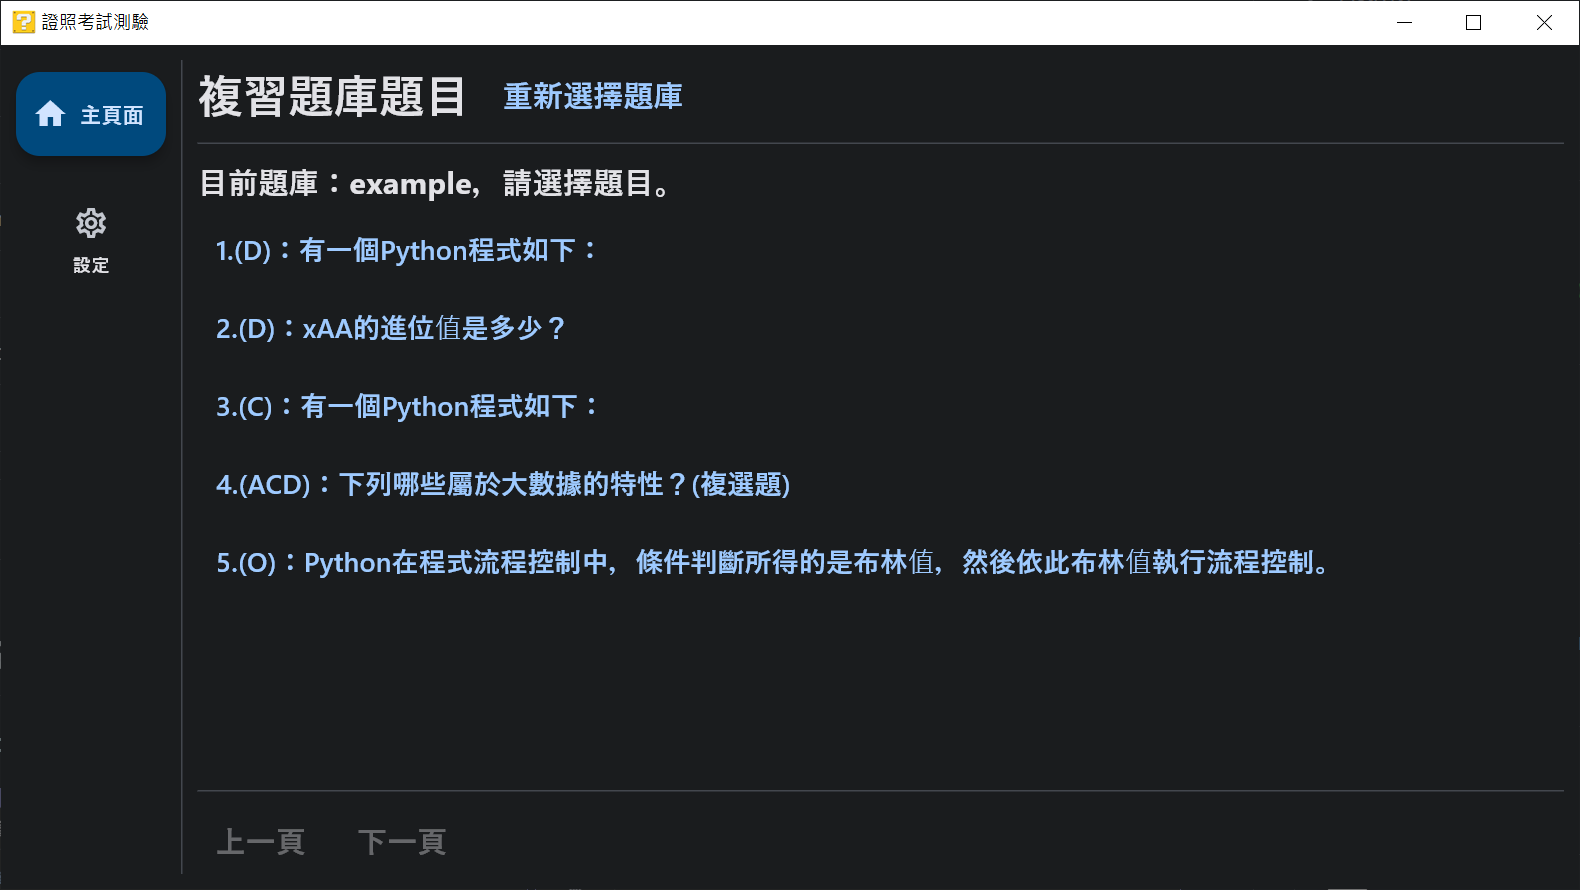 證照考試測驗
主頁面
設定
複習題庫題目
重新選擇題庫
目前題庫：example，請選擇題目。
1.(D)：有一個Python程式如下：
2.(D)：xAA的進位值是多少？
3.(C)：有一個Python程式如下：
4.(ACD)：下列哪些屬於大數據的特性？(複選題)
5.(O)：Python在程式流程控制中，條件判斷所得的是布林值，然後依此布林值執行流程控制。
上一頁
下一頁